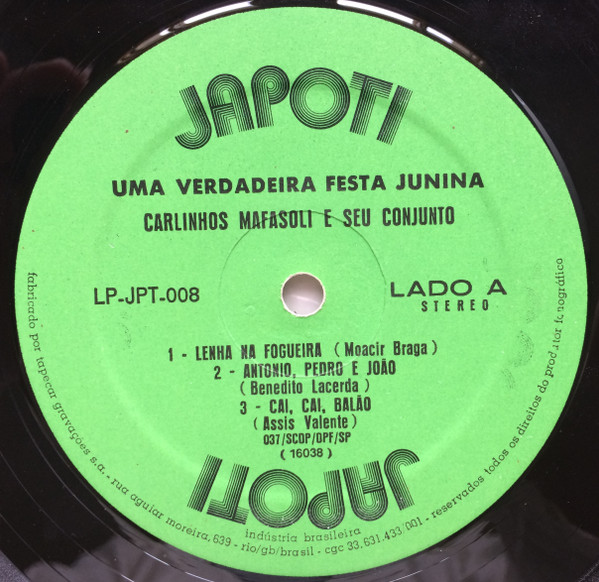 JAPOTI
UMA VERDADEIRA FESTA JUNINA
CARLINHOS MAFASOLI E SEU CONJUNTO
LP-JPT-008
LADO A
STEREO
1 - LENHA NA FOGUEIRA ( Moacir Braga )
2 - ANTONIO, PEDRO E JOÃO
( Benedito Lacerda )
3 - CAI, CAI, BALÃO
( Assis Valente )
037/SCOP/DPF/SP
( 16038 )
JAPOTI
indústria brasileira
fabricado por tapecar gravações s.a. - rua aguiar moreira, 639 - rio/gb/brasil - cgc 33.631.433/001 - reservados todos os direitos do produtor fonográfico